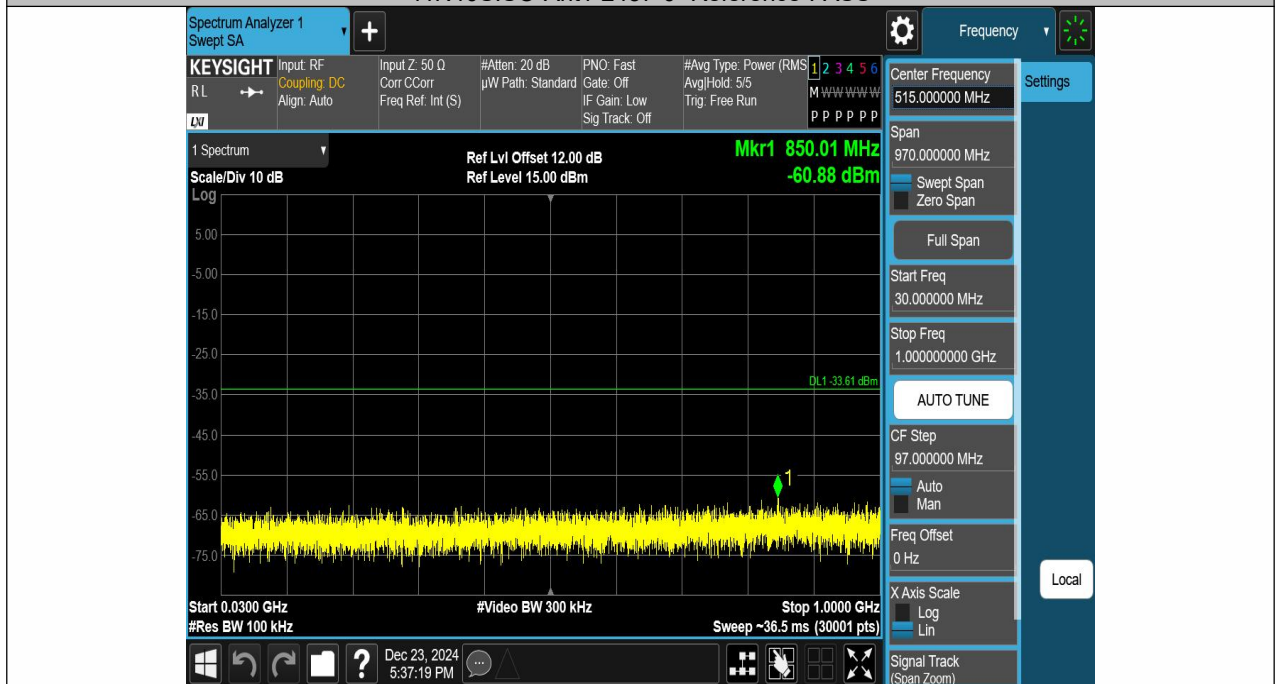 Spectrum Analyzer 1
Swept SA
+
Frequency
KEYSIGHT
RL
LXI
Input: RF
Coupling: DC
Align: Auto
Input Z: 50 Ω
Corr CCorr
Freq Ref: Int (S)
#Atten: 20 dB
µW Path: Standard
PNO: Fast
Gate: Off
IF Gain: Low
Sig Track: Off
#Avg Type: Power (RMS
Avg|Hold: 5/5
Trig: Free Run
1 2 3 4 5 6
M W W W W W
P P P P P P
1 Spectrum
Scale/Div 10 dB
Ref Lvl Offset 12.00 dB
Ref Level 15.00 dBm
Mkr1 850.01 MHz
-60.88 dBm
Log
5.00
-5.00
-15.0
-25.0
DL1 -33.61 dBm
-35.0
-45.0
-55.0
1
-65.0
-75.0
Start 0.0300 GHz
#Video BW 300 kHz
Stop 1.0000 GHz
#Res BW 100 kHz
Sweep ~36.5 ms (30001 pts)
Center Frequency
515.000000 MHz
Settings
Span
970.000000 MHz
Swept Span
Zero Span
Full Span
Start Freq
30.000000 MHz
Stop Freq
1.000000000 GHz
AUTO TUNE
CF Step
97.000000 MHz
Auto
Man
Freq Offset
0 Hz
X Axis Scale
Log
Lin
Signal Track
(Span Zoom)
Local
?
Dec 23, 2024
5:37:19 PM